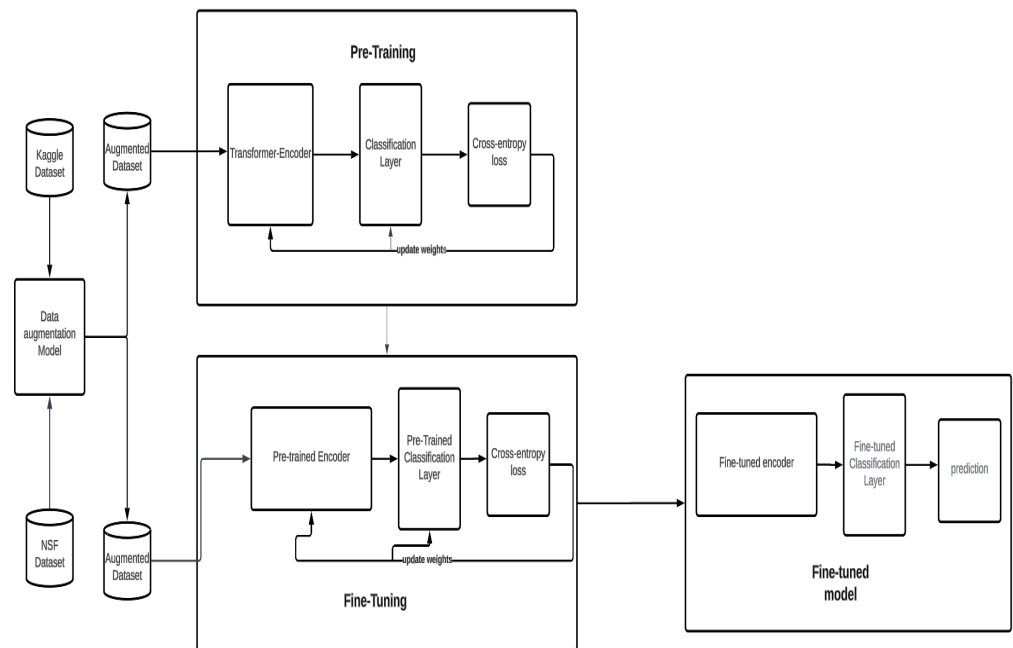 Pre-Training
Kaggle
Dataset
Augmented
Dataset
Transformer-Encoder
Classification
Layer
Cross-entropy
loss
update weights
Data
augmentation
Model
NSF
Dataset
Augmented
Dataset
Pre-trained Encoder
Pre-Trained
Classification
Layer
Cross-entropy
loss
update weights
Fine-Tuning
Fine-tuned encoder
Fine-tuned
Classification
Layer
prediction
Fine-tuned
model